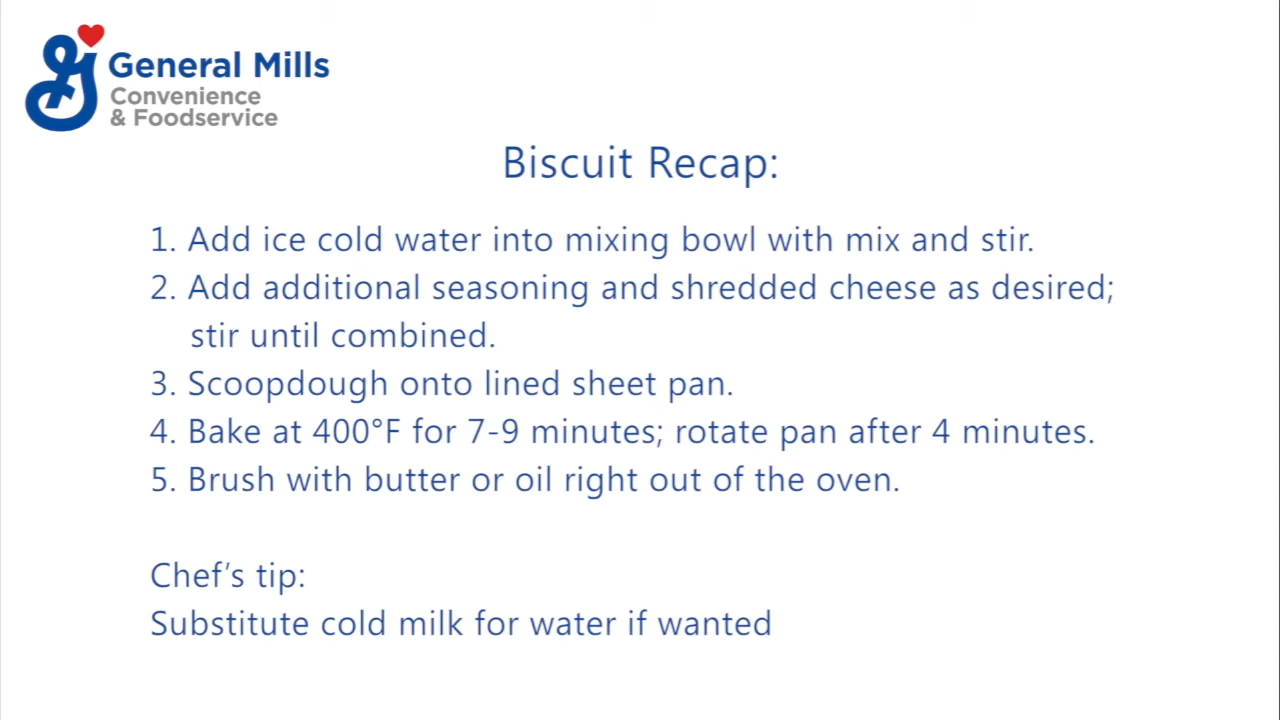 General Mills
Convenience
& Foodservice
Biscuit Recap:
1. Add ice cold water into mixing bowl with mix and stir.
2. Add additional seasoning and shredded cheese as desired;
stir until combined.
3. Scoopdough onto lined sheet pan.
4. Bake at 400°F for 7-9 minutes; rotate pan after 4 minutes.
5. Brush with butter or oil right out of the oven.
Chef’s tip:
Substitute cold milk for water if wanted